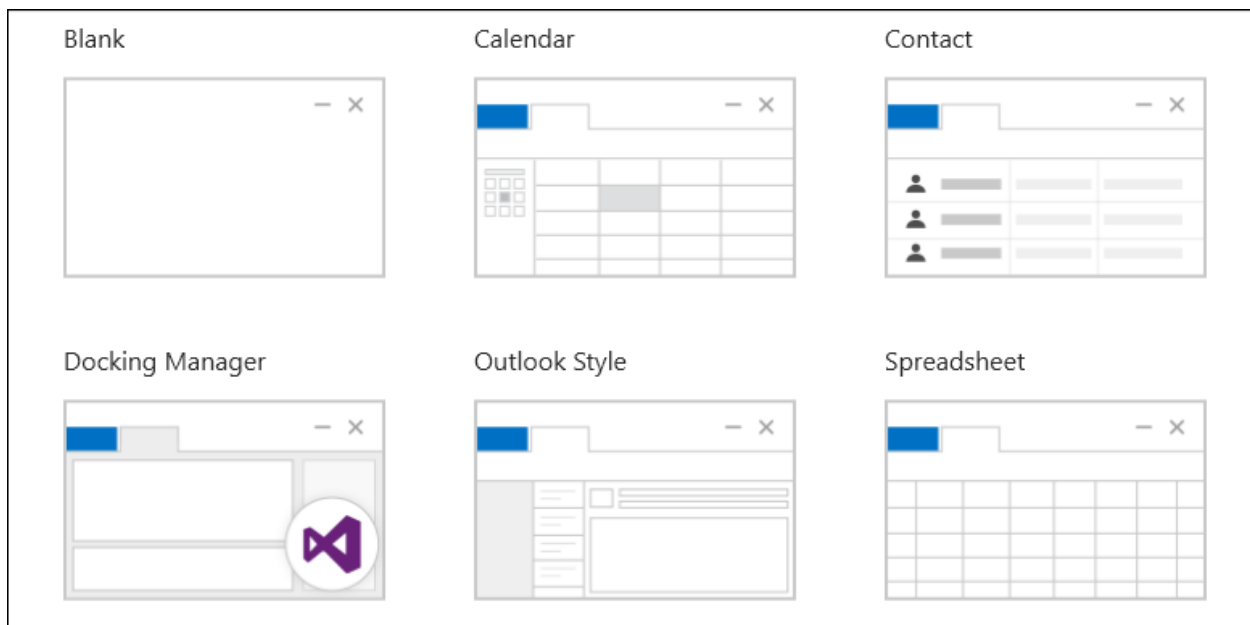 Blank
Calendar
Contact
Docking Manager
Outlook Style
Spreadsheet